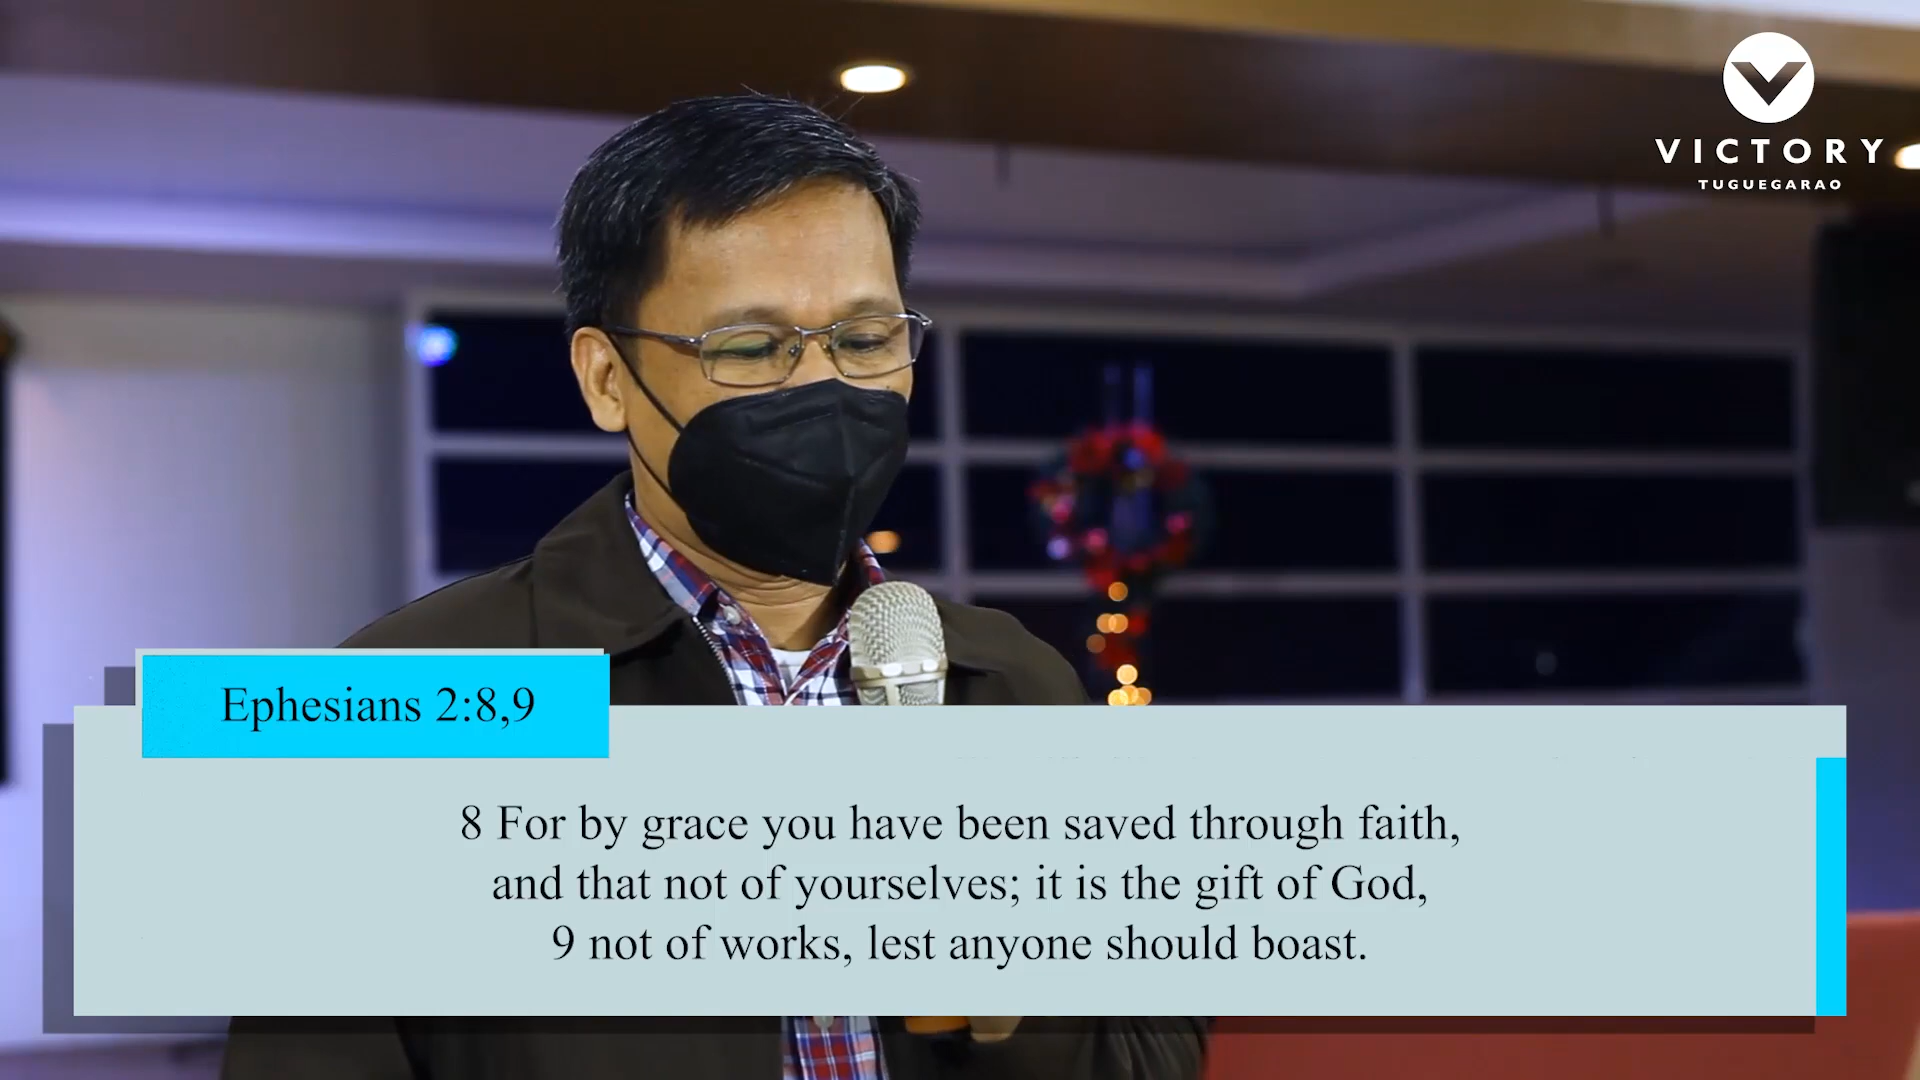 VICTORY
TUGUEGARAO
Ephesians 2:8,9
8 For by grace you have been saved through faith,
and that not of yourselves; it is the gift of God,
9 not of works, lest anyone should boast.